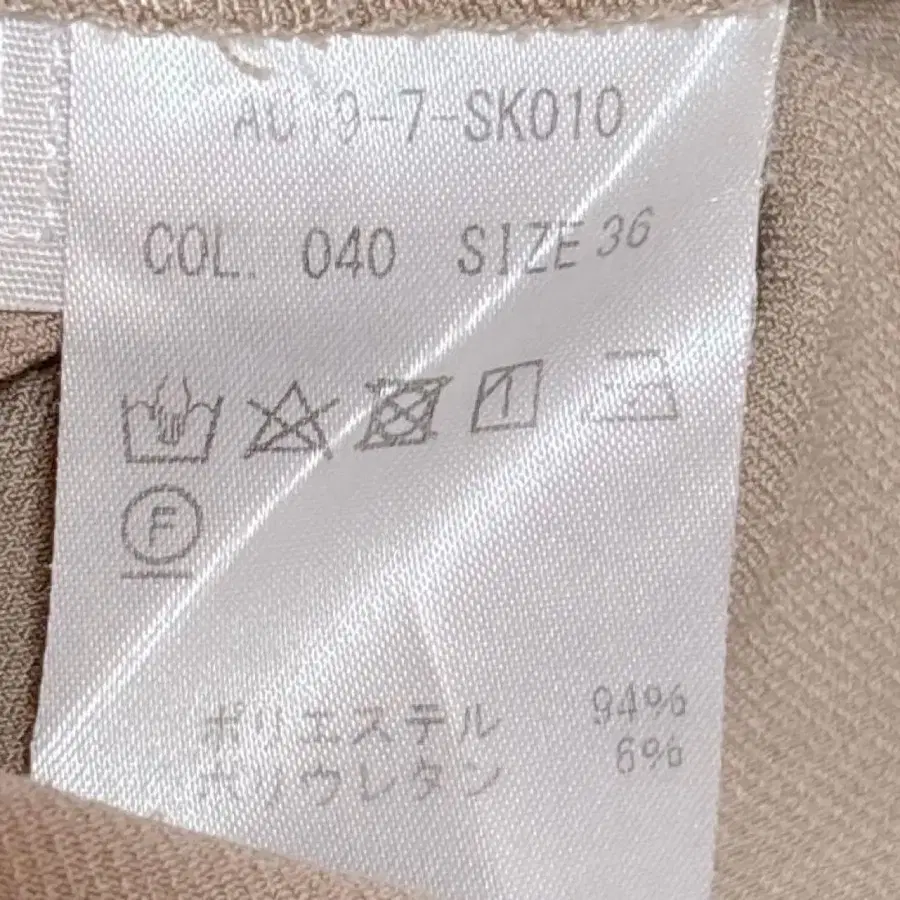 AC19-7-SK010
COL. 040 SIZE 36
F
ポリエステル 94%
ポリウレタン 6%